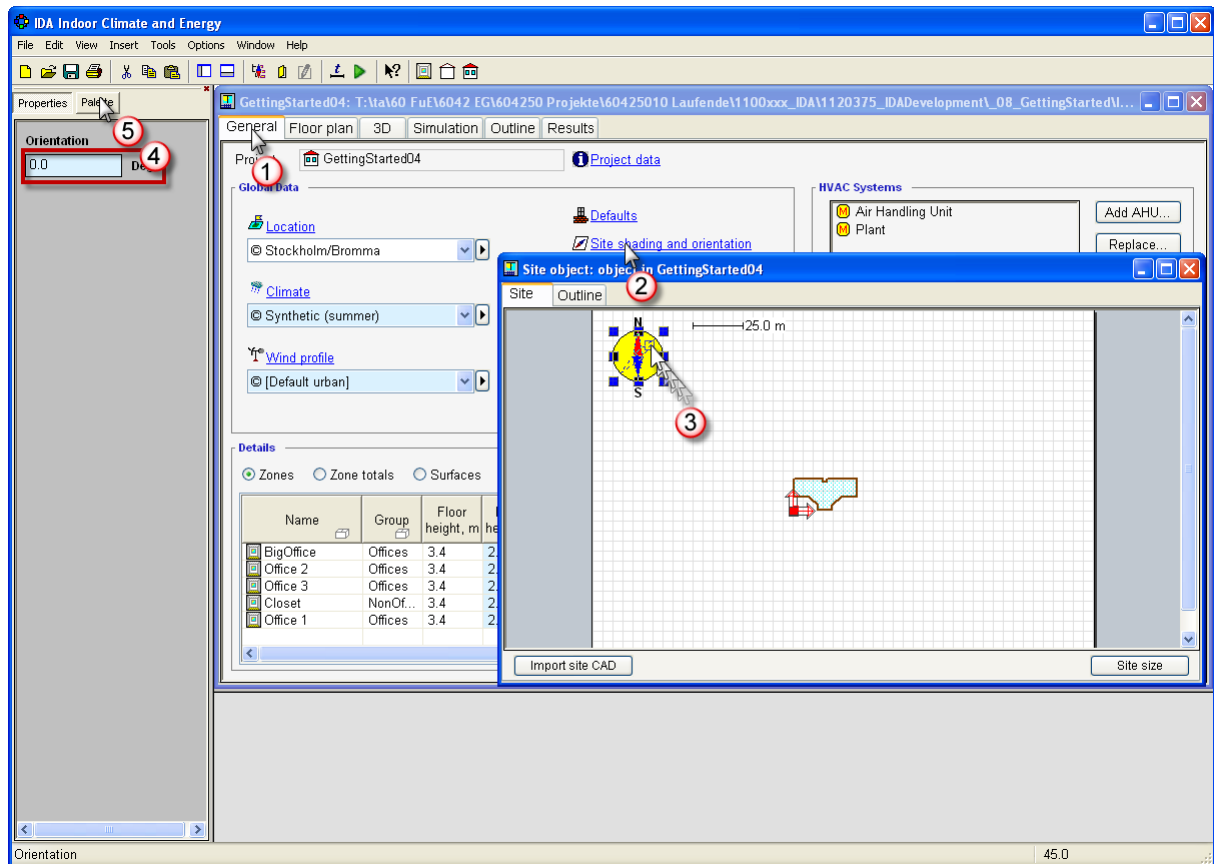 IDA Indoor Climate and Energy
File Edit View Insert Tools Options Window Help
Properties Palette
5
Orientation
4
0.0
GettingStarted04: T:\ta\60 FuE\6042 EG\604250 Projekte\60425010 Laufende\1100xxx_IDA\1120375_IDADevelopment\_08_GettingStarted\I...
General Floor plan 3D Simulation Outline Results
1
GettingStarted04
Project data
Global Data
HVAC Systems
Location
Defaults
Air Handling Unit
Add AHU...
© Stockholm/Bromma
Site shading and orientation
Plant
Replace...
2
Climate
© Synthetic (summer)
Wind profile
© [Default urban]
Site object: object in GettingStarted04
Site Outline
N
25.0 m
S
3
Import site CAD
Site size
Details
Zones Zone totals Surfaces
Name Group Floor height, m
BigOffice Offices 3.4 2.
Office 2 Offices 3.4 2.
Office 3 Offices 3.4 2.
Closet NonOf... 3.4 2.
Office 1 Offices 3.4 2.
Orientation
45.0